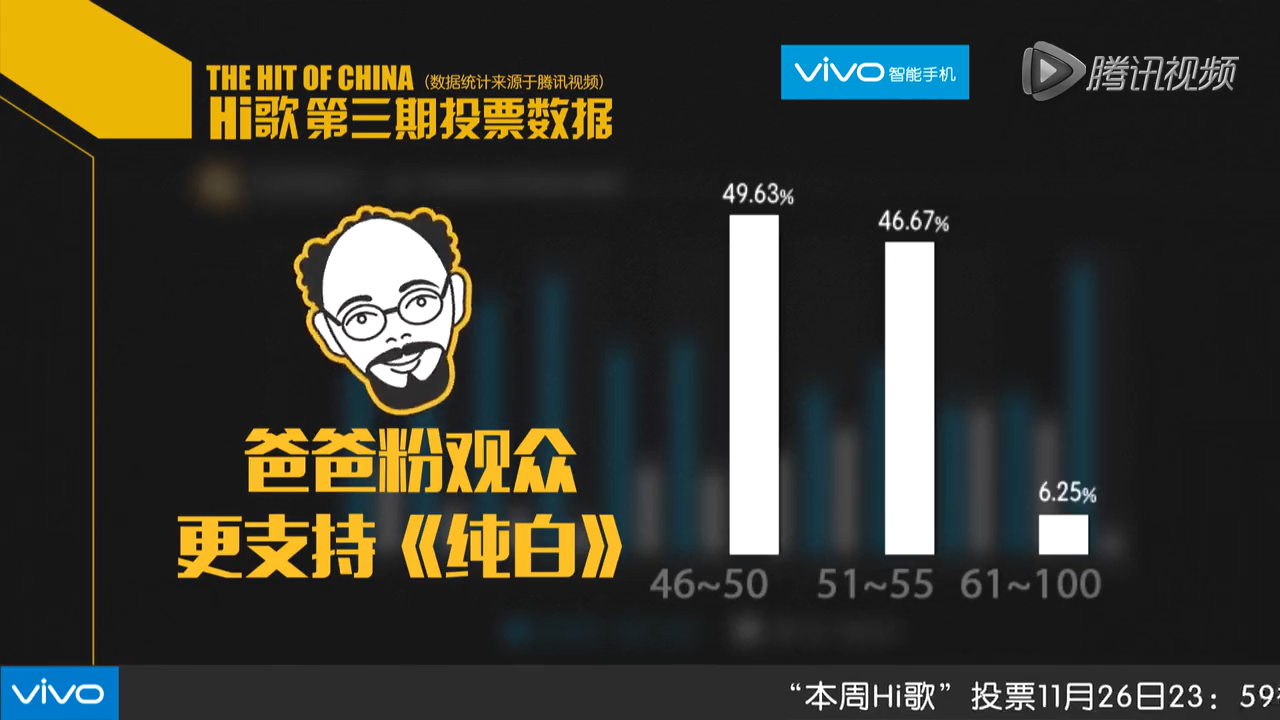 THE HIT OF CHINA（数据统计来源于腾讯视频）
Hi歌 第三期投票数据
vivo 智能手机
腾讯视频
49.63%
46.67%
6.25%
爸爸粉观众
更支持《纯白》
46~50
51~55
61~100
vivo
“本周Hi歌”投票11月26日23：59